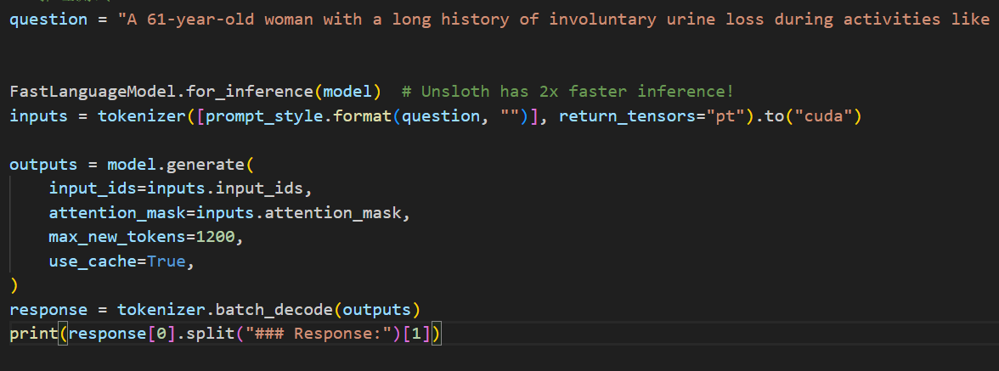 question = "A 61-year-old woman with a long history of involuntary urine loss during activities like
FastLanguageModel.for_inference(model)  # Unsloth has 2x faster inference!
inputs = tokenizer([prompt_style.format(question, "")], return_tensors="pt").to("cuda")
outputs = model.generate(
    input_ids=inputs.input_ids,
    attention_mask=inputs.attention_mask,
    max_new_tokens=1200,
    use_cache=True,
)
response = tokenizer.batch_decode(outputs)
print(response[0].split("### Response:")[1])